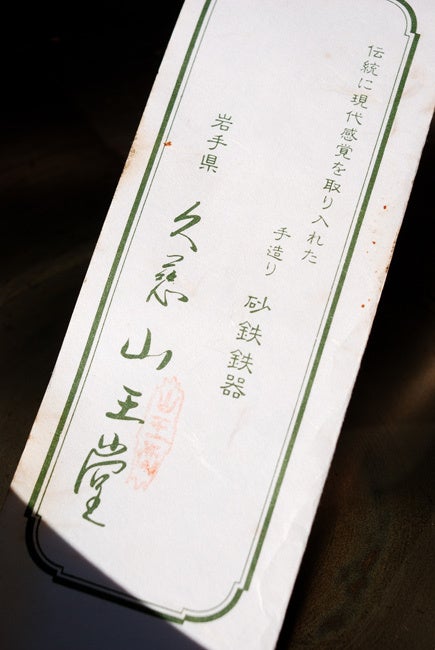 伝統に現代感覚を取り入れた
手造り 砂鉄鉄器
岩手県
久慈 山王堂